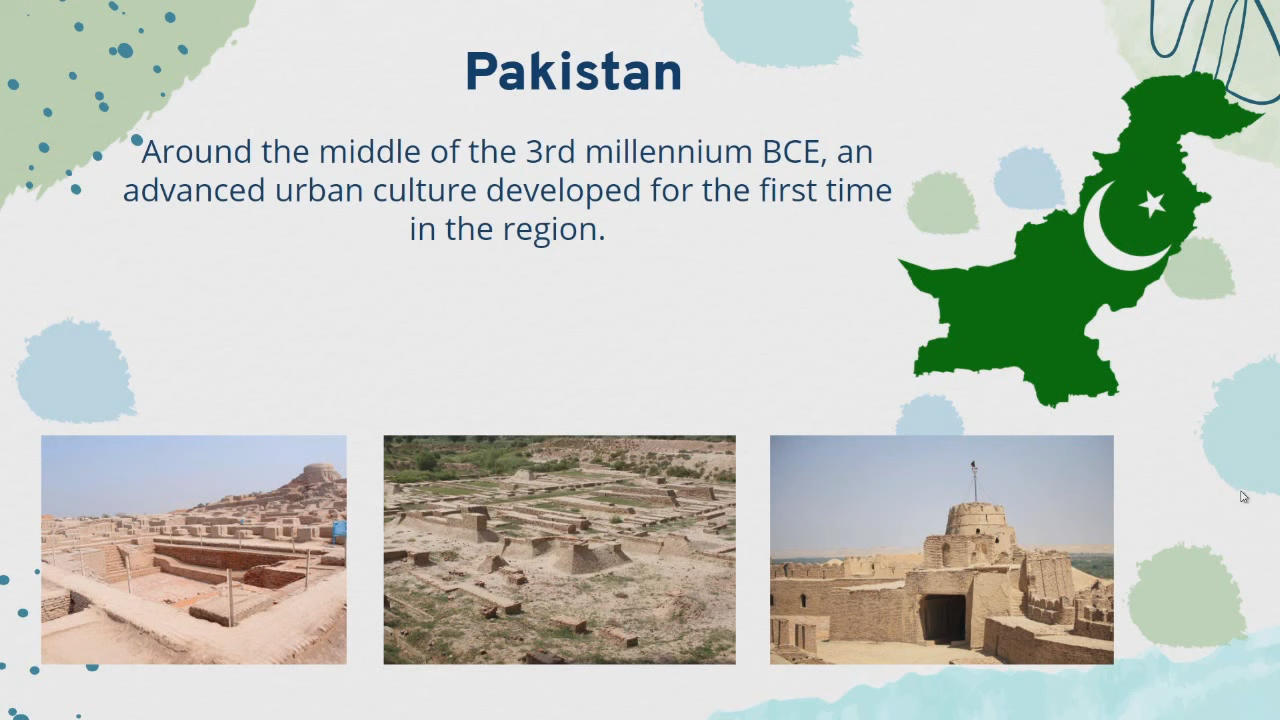 Pakistan
Around the middle of the 3rd millennium BCE, an
advanced urban culture developed for the first time
in the region.